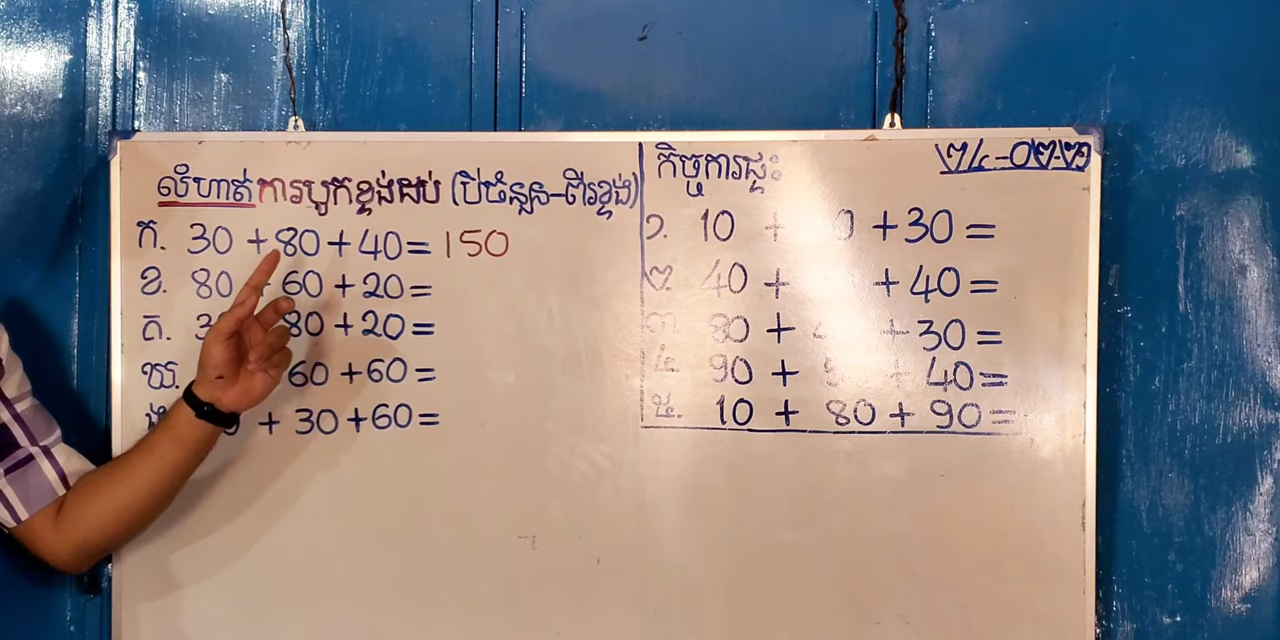 លំហាត់ការបូកខ្ទង់ដប់ (បីចំនួន-ពីរខ្ទង់)
ក. 30 + 80 + 40 = 150
ខ. 80 + 60 + 20 =
គ. 80 + 20 =
ឃ. 60 + 60 =
ង + 30 + 60 =
កិច្ចការផ្ទះ
១. 10 + 0 + 30 =
២. 40 + + 40 =
៣. 80 + + 30 =
៤. 90 + + 40 =
៥. 10 + 80 + 90 =